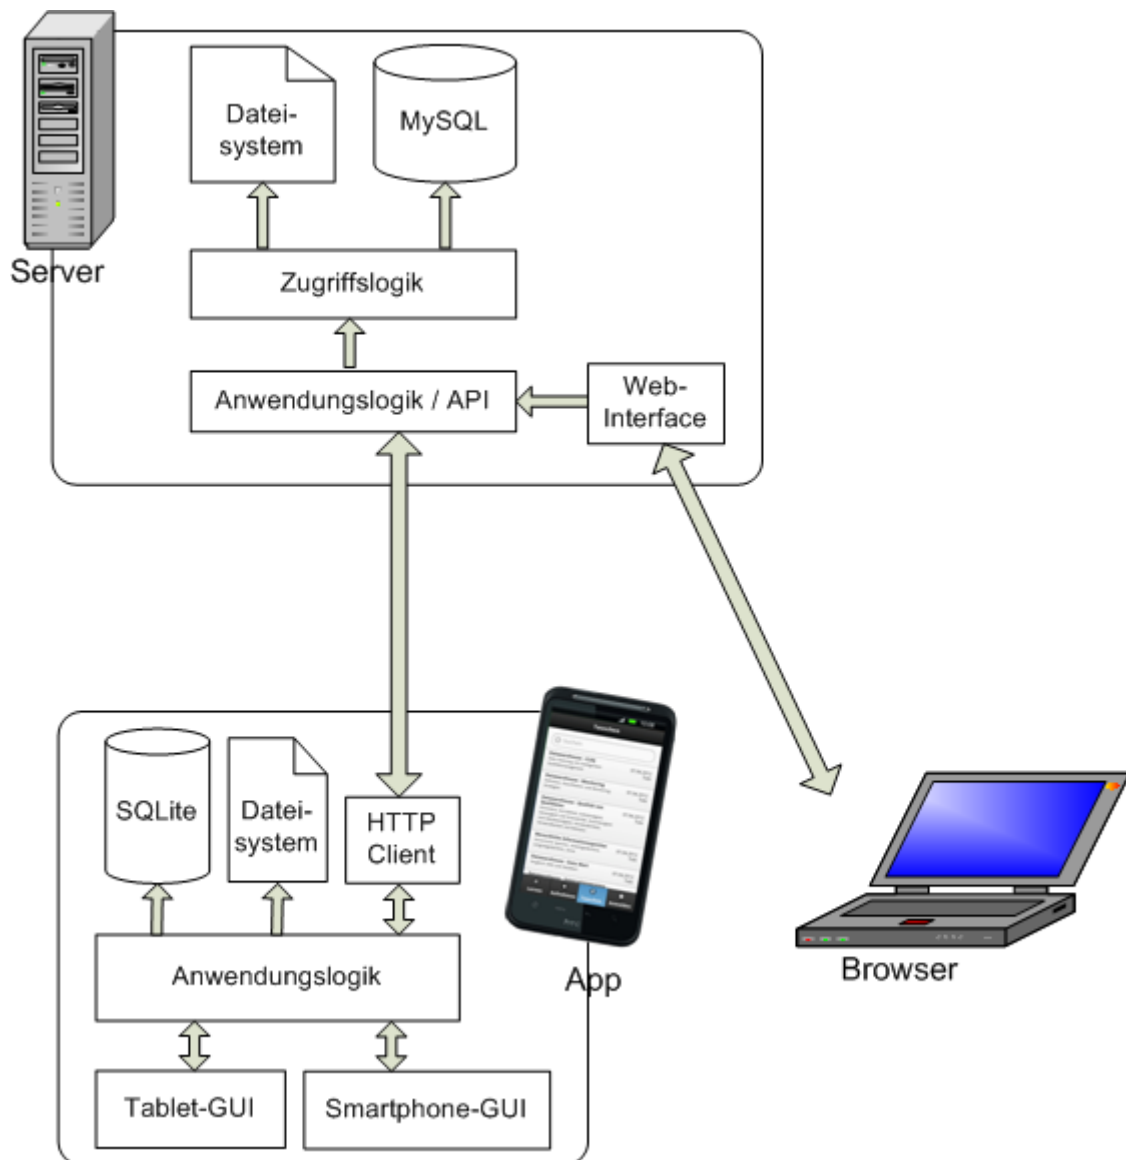 Datei-
system
MySQL
Server
Zugriffslogik
Anwendungslogik / API
Web-
Interface
SQLite
Datei-
system
HTTP
Client
Anwendungslogik
App
Browser
Tablet-GUI
Smartphone-GUI